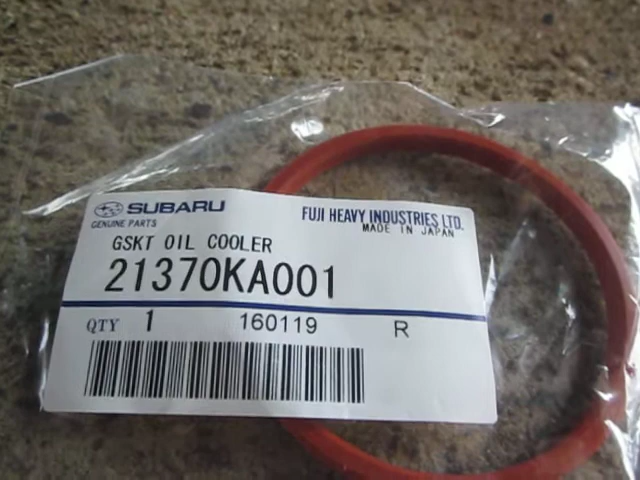 SUBARU FUJI HEAVY INDUSTRIES LTD.
GENUINE PARTS MADE IN JAPAN
GSKT OIL COOLER
21370KA001
QTY 1 160119 R